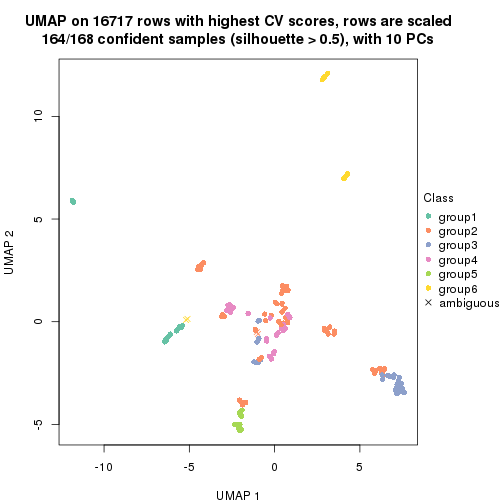 UMAP on 16717 rows with highest CV scores, rows are scaled
164/168 confident samples (silhouette > 0.5), with 10 PCs
10
5
0
-5
UMAP 2
-10
-5
0
5
UMAP 1
Class
group1
group2
group3
group4
group5
group6
ambiguous